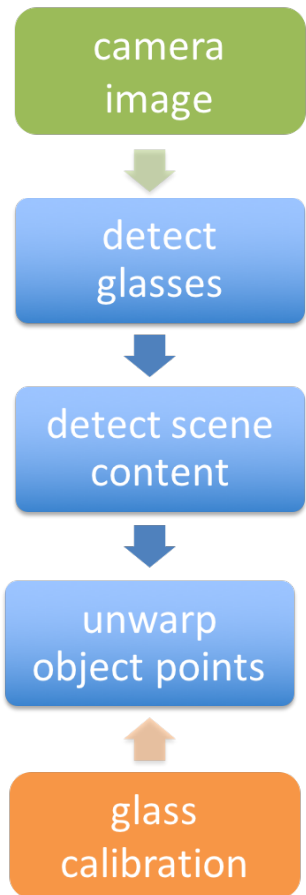 camera
image
detect
glasses
detect scene
content
unwarp
object points
glass
calibration